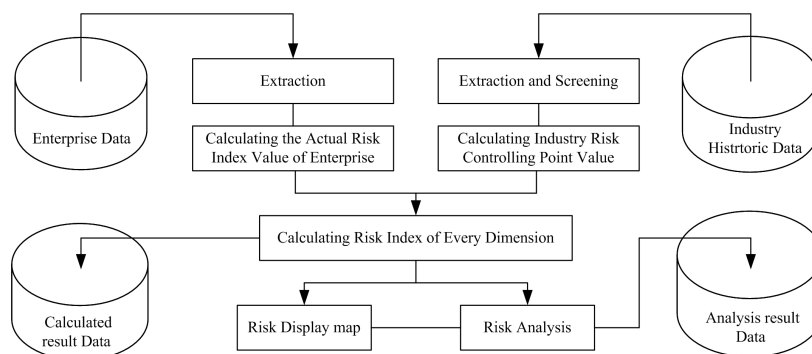 Extraction
Extraction and Screening
Enterprise Data
Calculating the Actual Risk
Index Value of Enterprise
Calculating Industry Risk
Controlling Point Value
Industry
Histrtoric Data
Calculating Risk Index of Every Dimension
Calculated
result Data
Risk Display map
Risk Analysis
Analysis result
Data